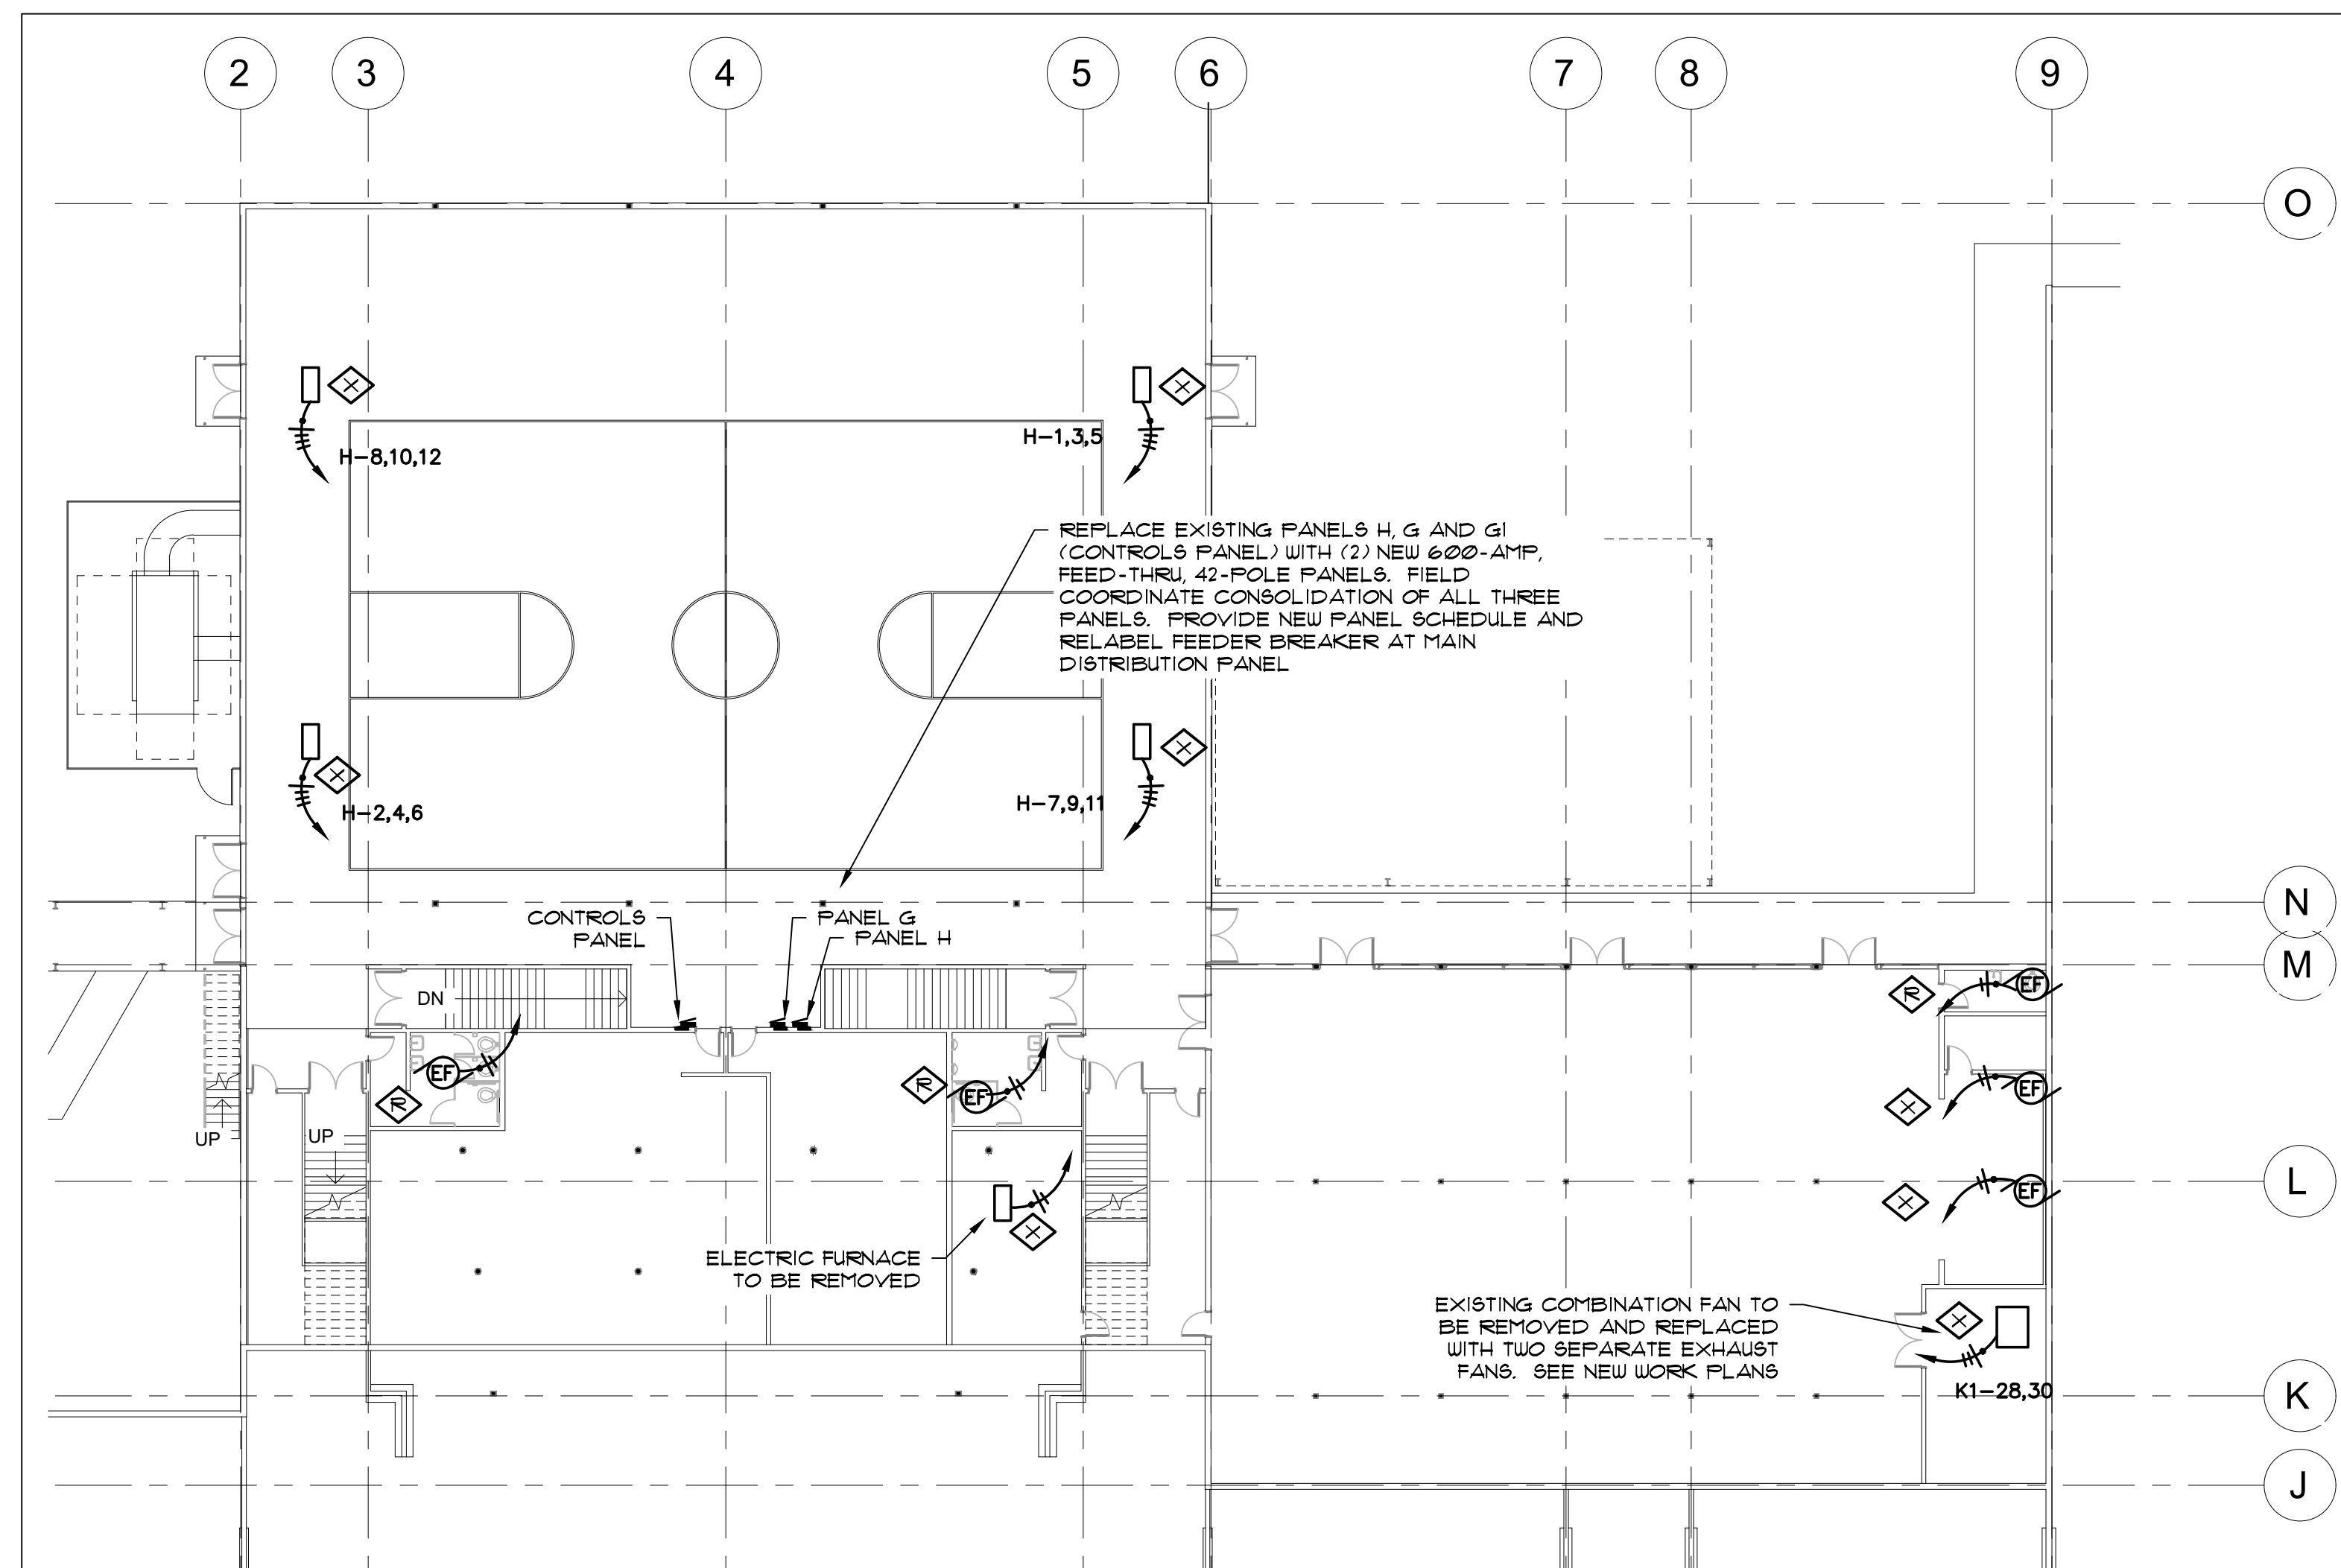 2
3
4
5
6
7
8
9
O
H-8,10,12
H-1,3,5
REPLACE EXISTING PANELS H, G AND G1
(CONTROLS PANEL) WITH (2) NEW 600-AMP,
FEED-THRU, 42-POLE PANELS. FIELD
COORDINATE CONSOLIDATION OF ALL THREE
PANELS. PROVIDE NEW PANEL SCHEDULE AND
RELABEL FEEDER BREAKER AT MAIN
DISTRIBUTION PANEL
H-2,4,6
H-7,9,11
N
CONTROLS
PANEL
PANEL G
PANEL H
M
DN
R
EF
EF
R
EF
R
EF
UP
UP
L
EF
ELECTRIC FURNACE
TO BE REMOVED
EXISTING COMBINATION FAN TO
BE REMOVED AND REPLACED
WITH TWO SEPARATE EXHAUST
FANS. SEE NEW WORK PLANS
K1-28,30
K
J